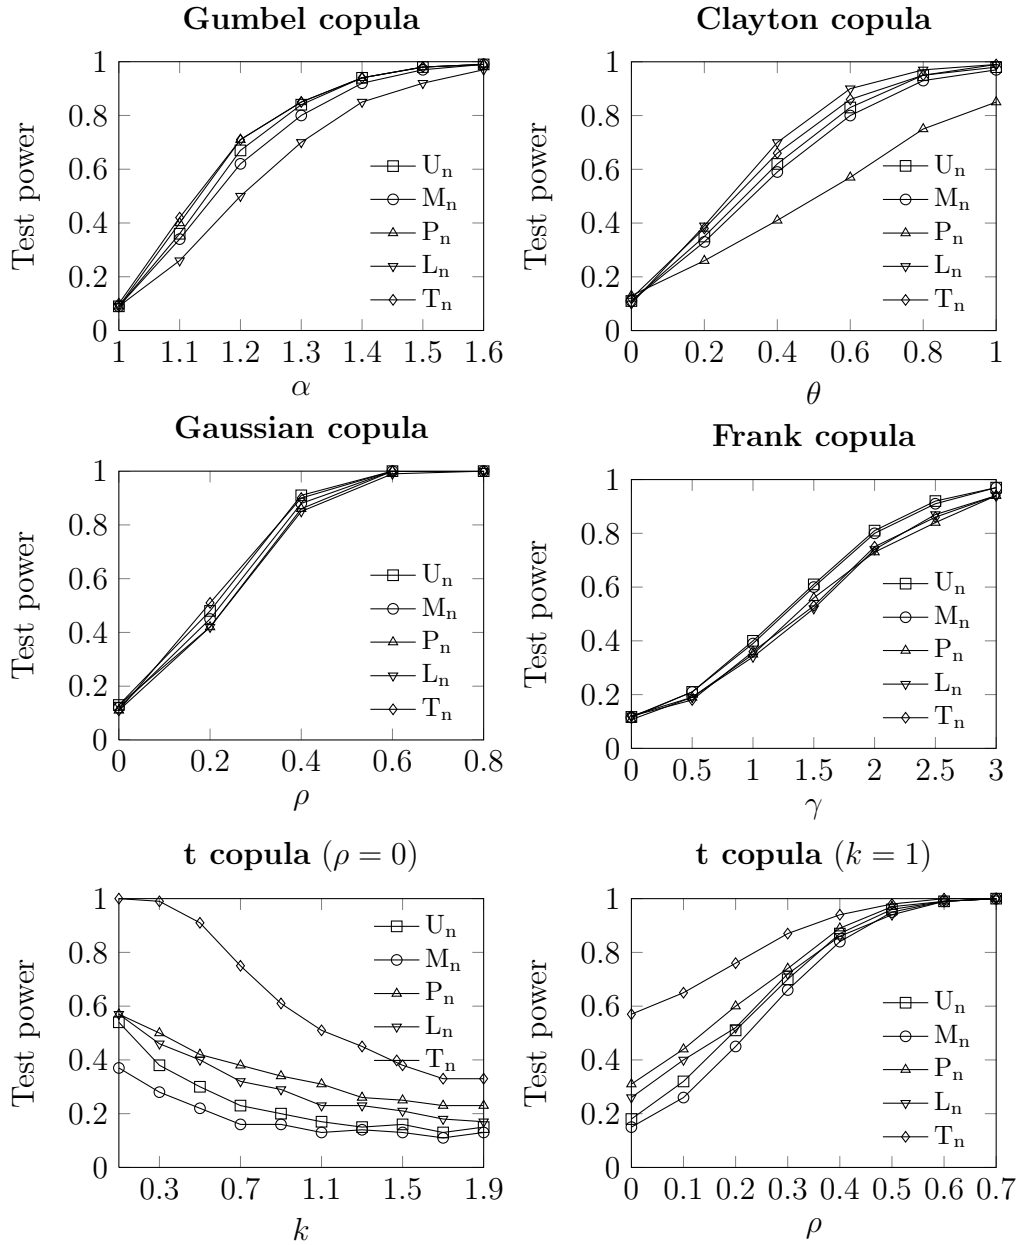 Gumbel copula
Test power
1
0.8
0.6
0.4
0.2
0
1 1.1 1.2 1.3 1.4 1.5 1.6
α
Uₙ
Mₙ
Pₙ
Lₙ
Tₙ
Clayton copula
Test power
1
0.8
0.6
0.4
0.2
0
0 0.2 0.4 0.6 0.8 1
θ
Uₙ
Mₙ
Pₙ
Lₙ
Tₙ
Gaussian copula
Test power
1
0.8
0.6
0.4
0.2
0
0 0.2 0.4 0.6 0.8
ρ
Uₙ
Mₙ
Pₙ
Lₙ
Tₙ
Frank copula
Test power
1
0.8
0.6
0.4
0.2
0
0 0.5 1 1.5 2 2.5 3
γ
Uₙ
Mₙ
Pₙ
Lₙ
Tₙ
t copula (ρ = 0)
Test power
1
0.8
0.6
0.4
0.2
0
0.3 0.7 1.1 1.5 1.9
k
Uₙ
Mₙ
Pₙ
Lₙ
Tₙ
t copula (k = 1)
Test power
1
0.8
0.6
0.4
0.2
0
0 0.1 0.2 0.3 0.4 0.5 0.6 0.7
ρ
Uₙ
Mₙ
Pₙ
Lₙ
Tₙ